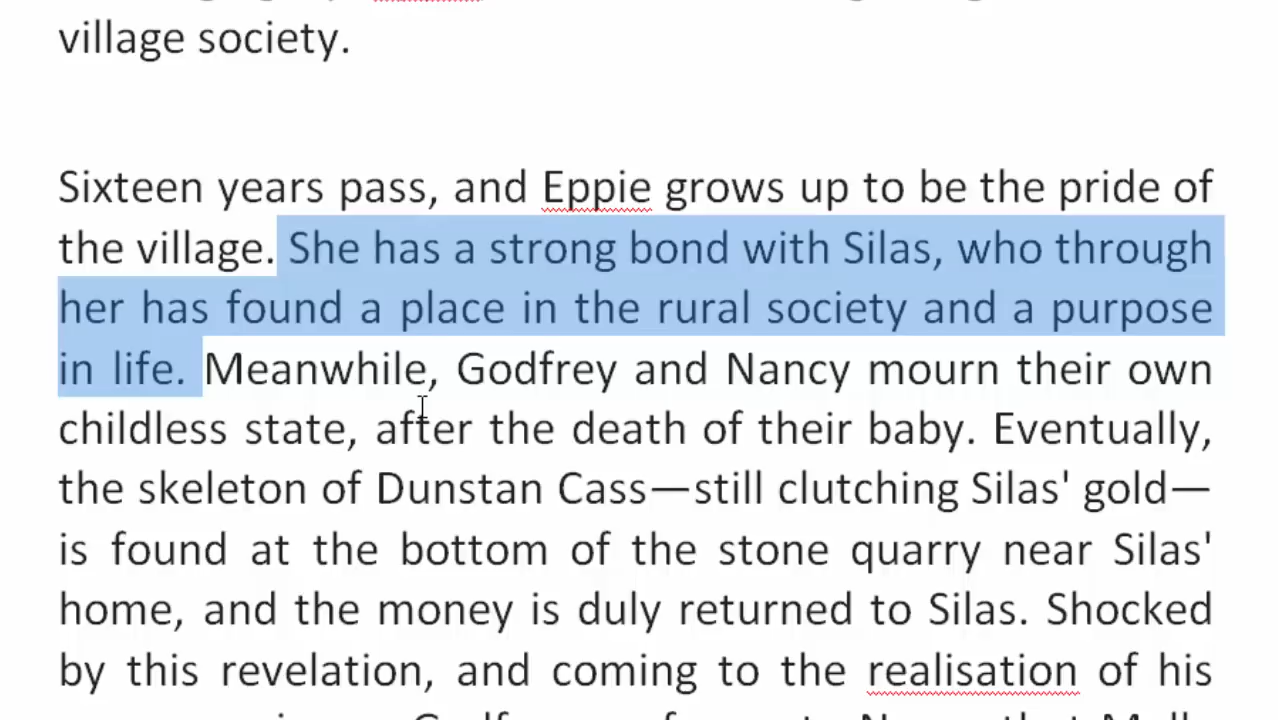 village society.
Sixteen years pass, and Eppie grows up to be the pride of
the village. She has a strong bond with Silas, who through
her has found a place in the rural society and a purpose
in life. Meanwhile, Godfrey and Nancy mourn their own
childless state, after the death of their baby. Eventually,
the skeleton of Dunstan Cass—still clutching Silas' gold—
is found at the bottom of the stone quarry near Silas'
home, and the money is duly returned to Silas. Shocked
by this revelation, and coming to the realisation of his